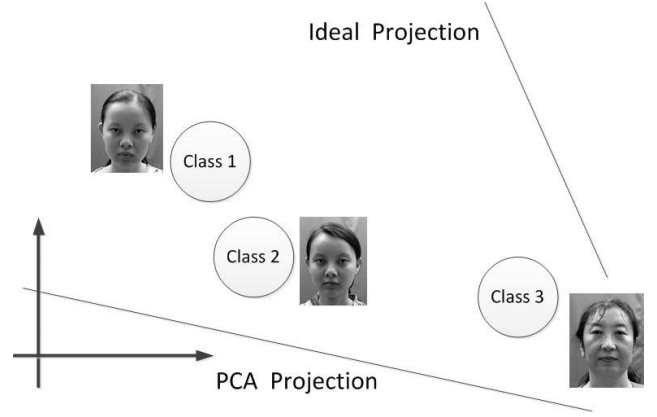 Ideal Projection
Class 1
Class 2
Class 3
PCA Projection